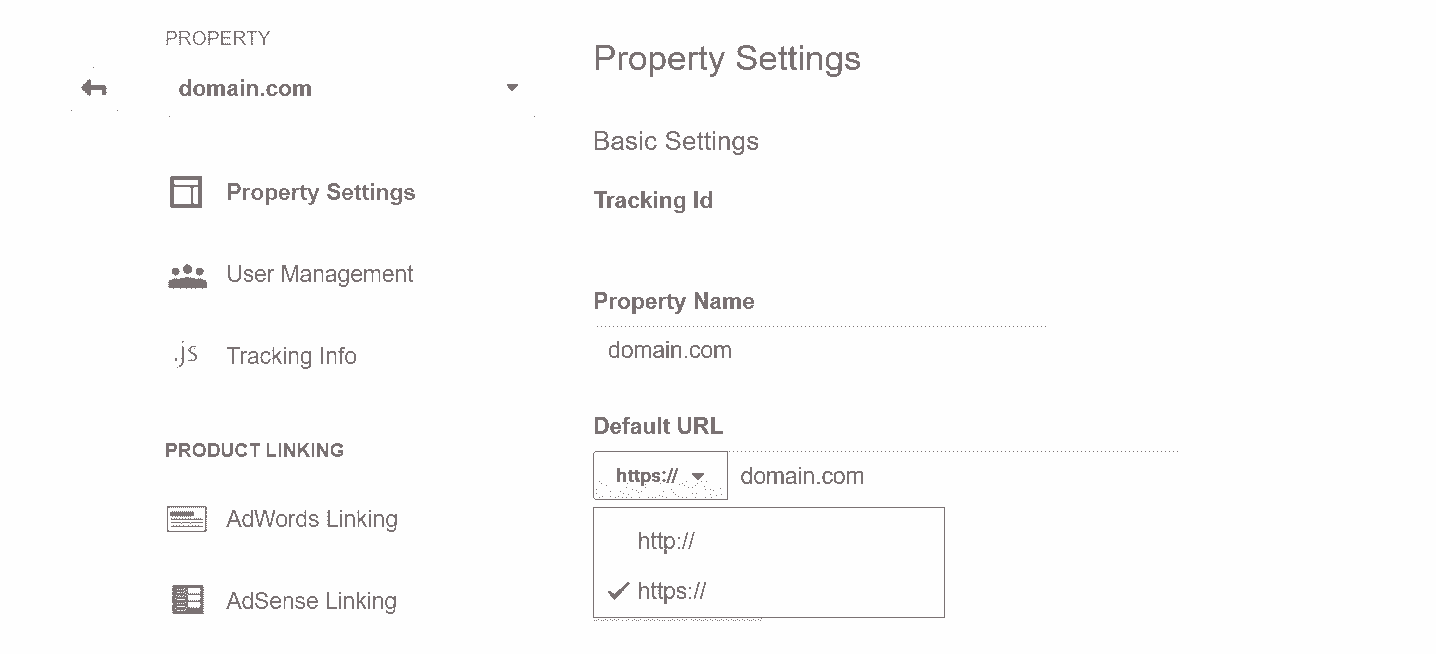 PROPERTY
domain.com
Property Settings
User Management
.js Tracking Info
PRODUCT LINKING
AdWords Linking
AdSense Linking
Property Settings
Basic Settings
Tracking Id
Property Name
domain.com
Default URL
https:// domain.com
http://
https://